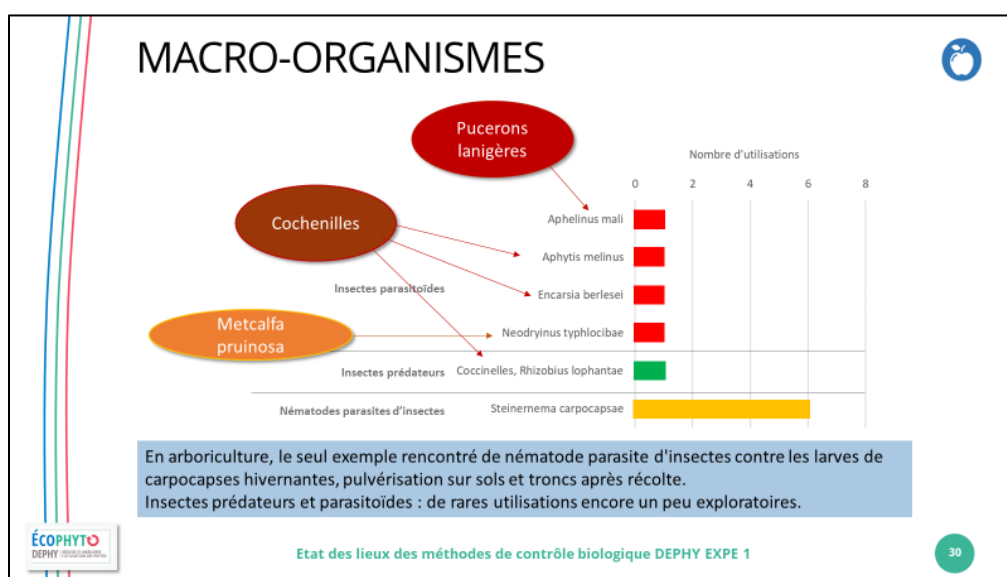 MACRO-ORGANISMES
Pucerons
lanigères
Nombre d'utilisations
0 2 4 6 8
Cochenilles
Aphelinus mali
Aphytis melinus
Insectes parasitoïdes
Encarsia berlesei
Metcalfa
pruinosa
Neodryinus typhlocibae
Insectes prédateurs
Coccinelles, Rhizobius lophantae
Nématodes parasites d'insectes
Steinernema carpocapsae
En arboriculture, le seul exemple rencontré de nématode parasite d'insectes contre les larves de
carpocapses hivernantes, pulvérisation sur sols et troncs après récolte.
Insectes prédateurs et parasitoïdes : de rares utilisations encore un peu exploratoires.
ÉCOPHYTO
DEPHY
Etat des lieux des méthodes de contrôle biologique DEPHY EXPE 1
30